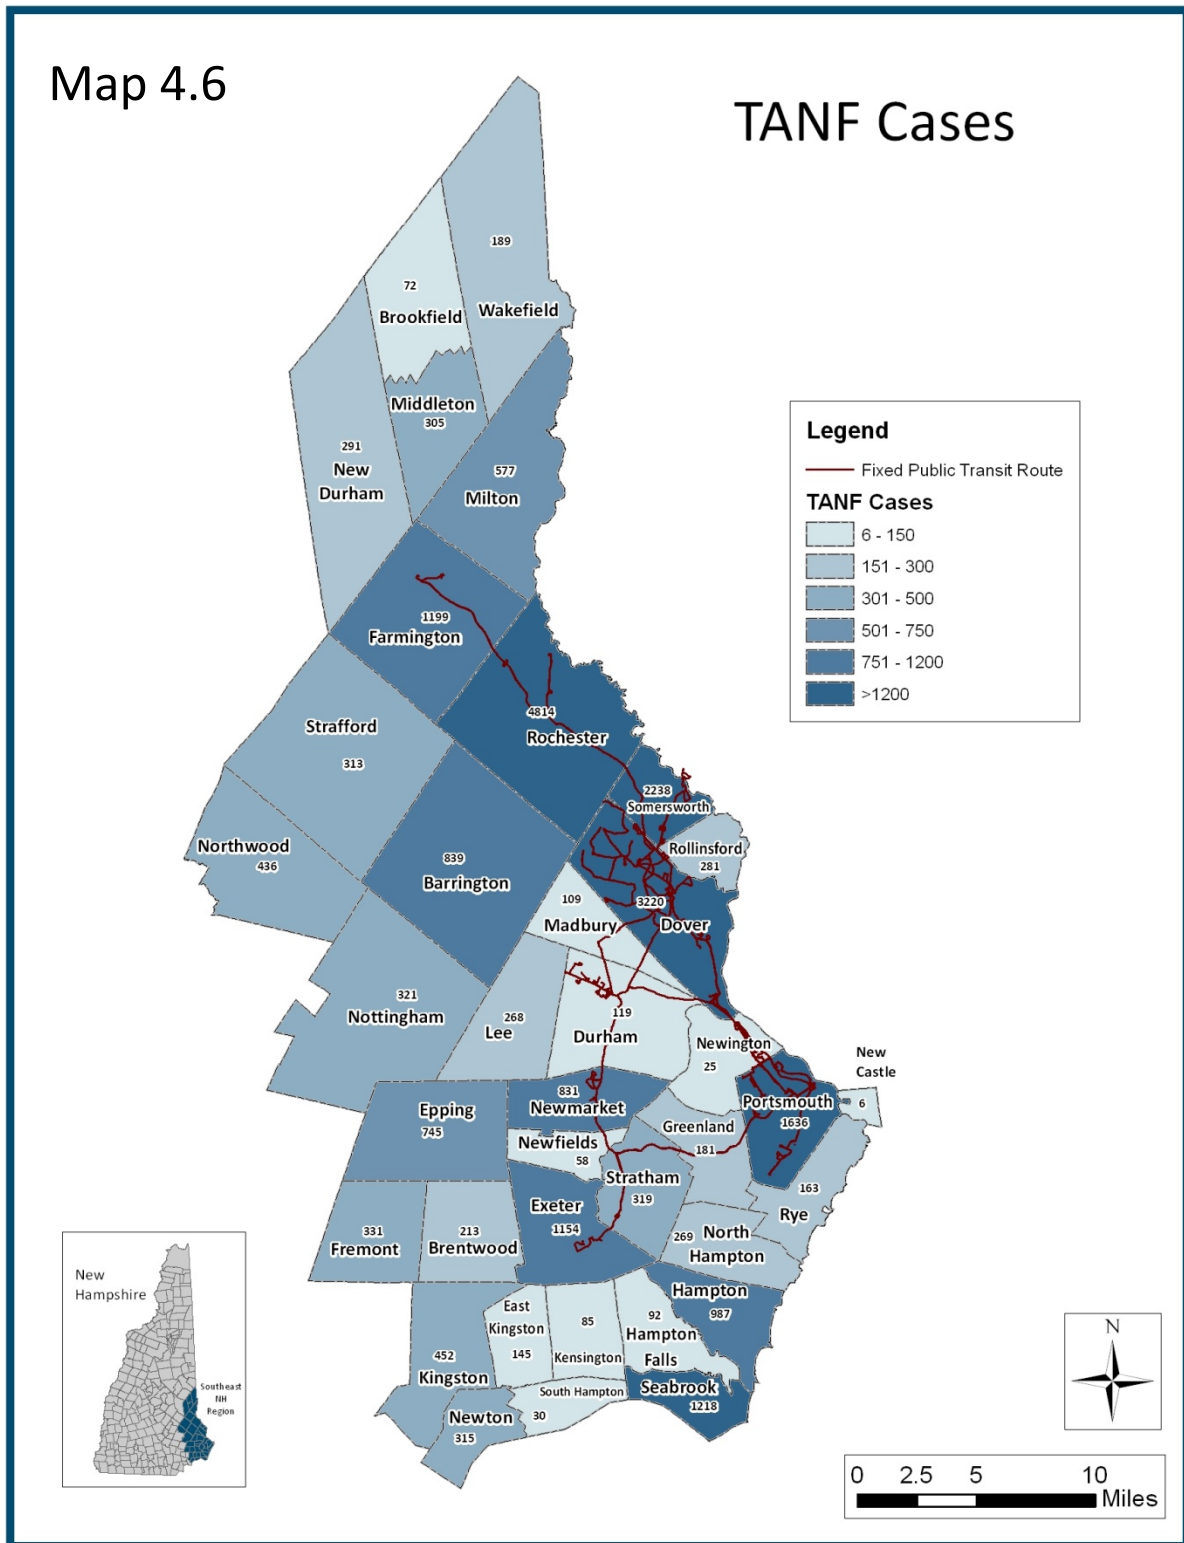 Map 4.6
TANF Cases
189
72
Brookfield
Wakefield
Middleton
305
291
New
Durham
577
Milton
Legend
Fixed Public Transit Route
TANF Cases
6 - 150
151 - 300
301 - 500
501 - 750
751 - 1200
>1200
1199
Farmington
Strafford
313
4814
Rochester
2238
Somersworth
Northwood
436
839
Barrington
Rollinsford
281
109
Madbury
3220
Dover
321
Nottingham
268
Lee
119
Durham
Newington
25
New
Castle
6
Epping
745
831
Newmarket
Portsmouth
1636
Newfields
58
Greenland
181
Stratham
319
163
Rye
Exeter
1154
331
Fremont
213
Brentwood
269
North
Hampton
Hampton
987
East
Kingston
145
85
Kensington
92
Hampton
Falls
452
Kingston
South Hampton
30
Seabrook
1218
Newton
315
New
Hampshire
Southeast
NH
Region
N
0 2.5 5 10
Miles